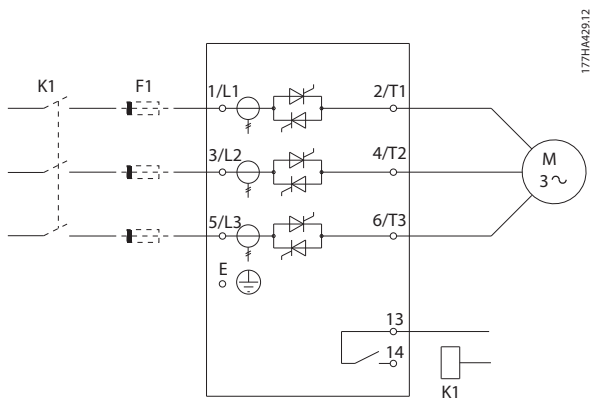 177HA429.12
K1
F1
1/L1
2/T1
3/L2
4/T2
M
3∿
5/L3
6/T3
E
13
14
K1